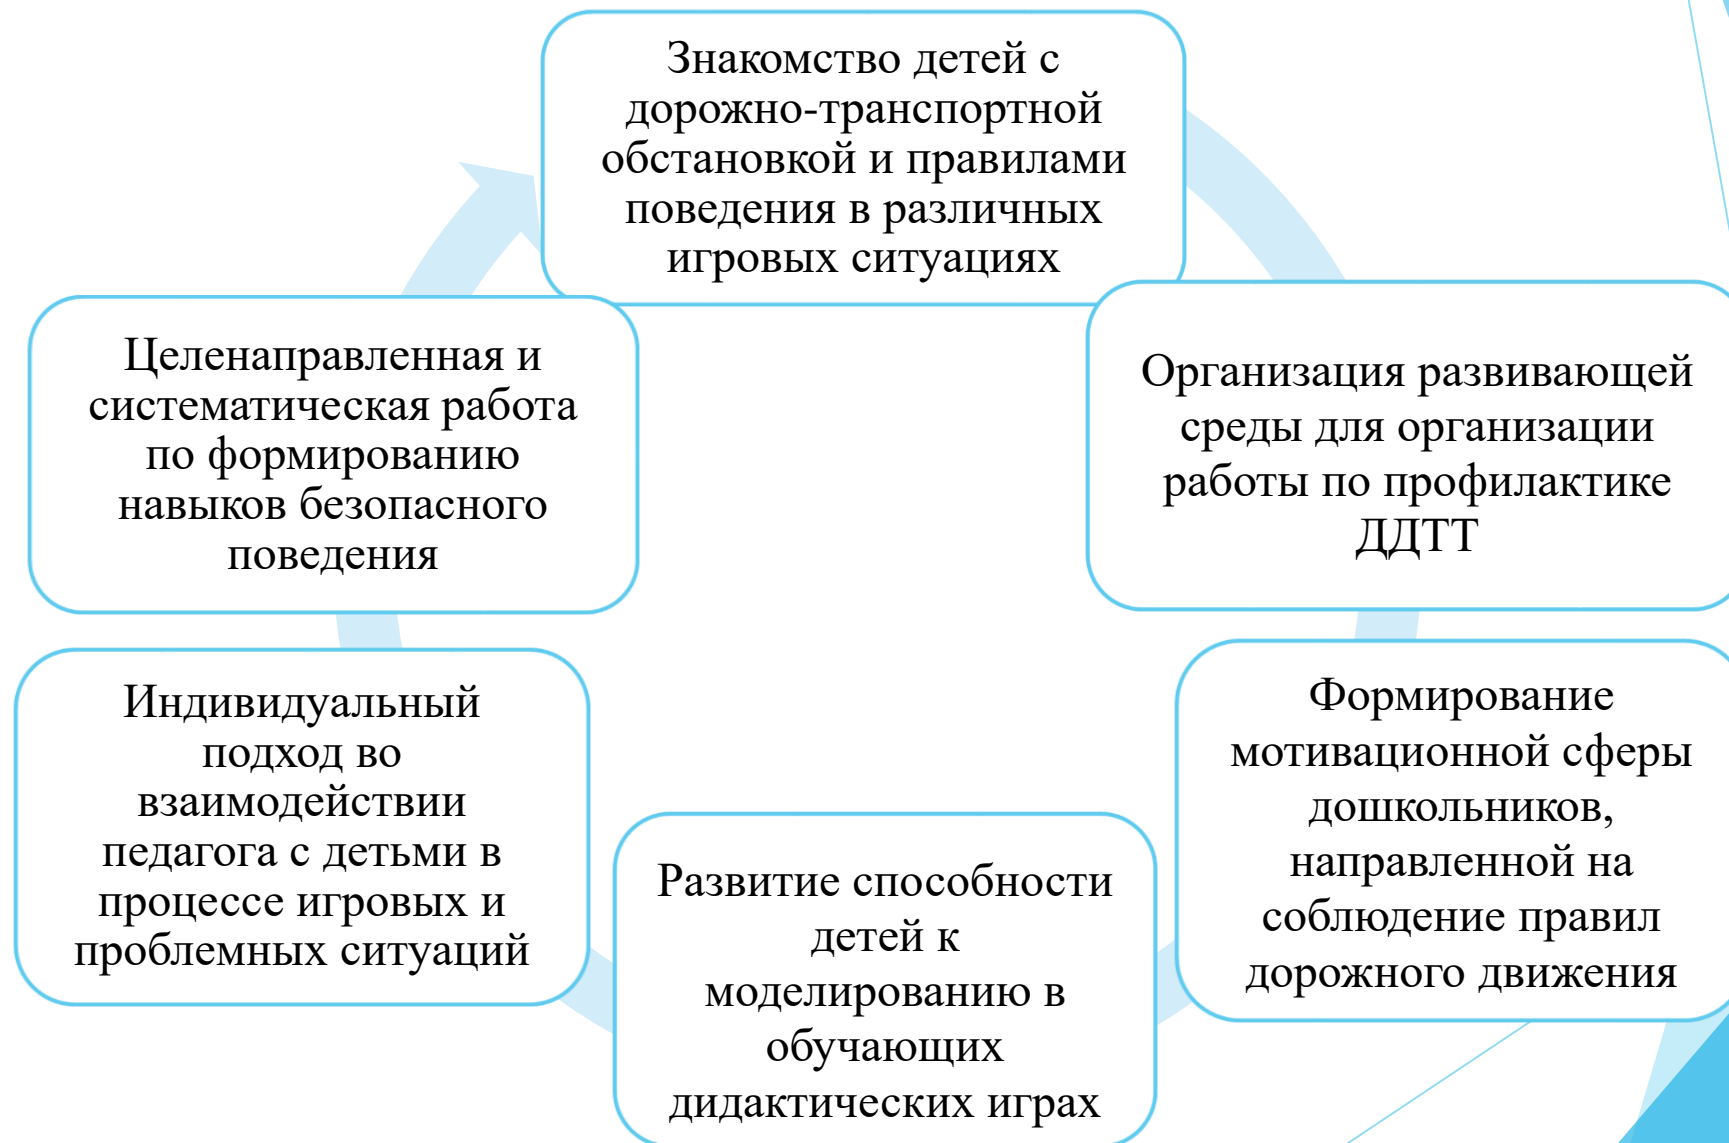 Знакомство детей с
дорожно-транспортной
обстановкой и правилами
поведения в различных
игровых ситуациях
Организация развивающей
среды для организации
работы по профилактике
ДДТТ
Формирование
мотивационной сферы
дошкольников,
направленной на
соблюдение правил
дорожного движения
Развитие способности
детей к
моделированию в
обучающих
дидактических играх
Индивидуальный
подход во
взаимодействии
педагога с детьми в
процессе игровых и
проблемных ситуаций
Целенаправленная и
систематическая работа
по формированию
навыков безопасного
поведения